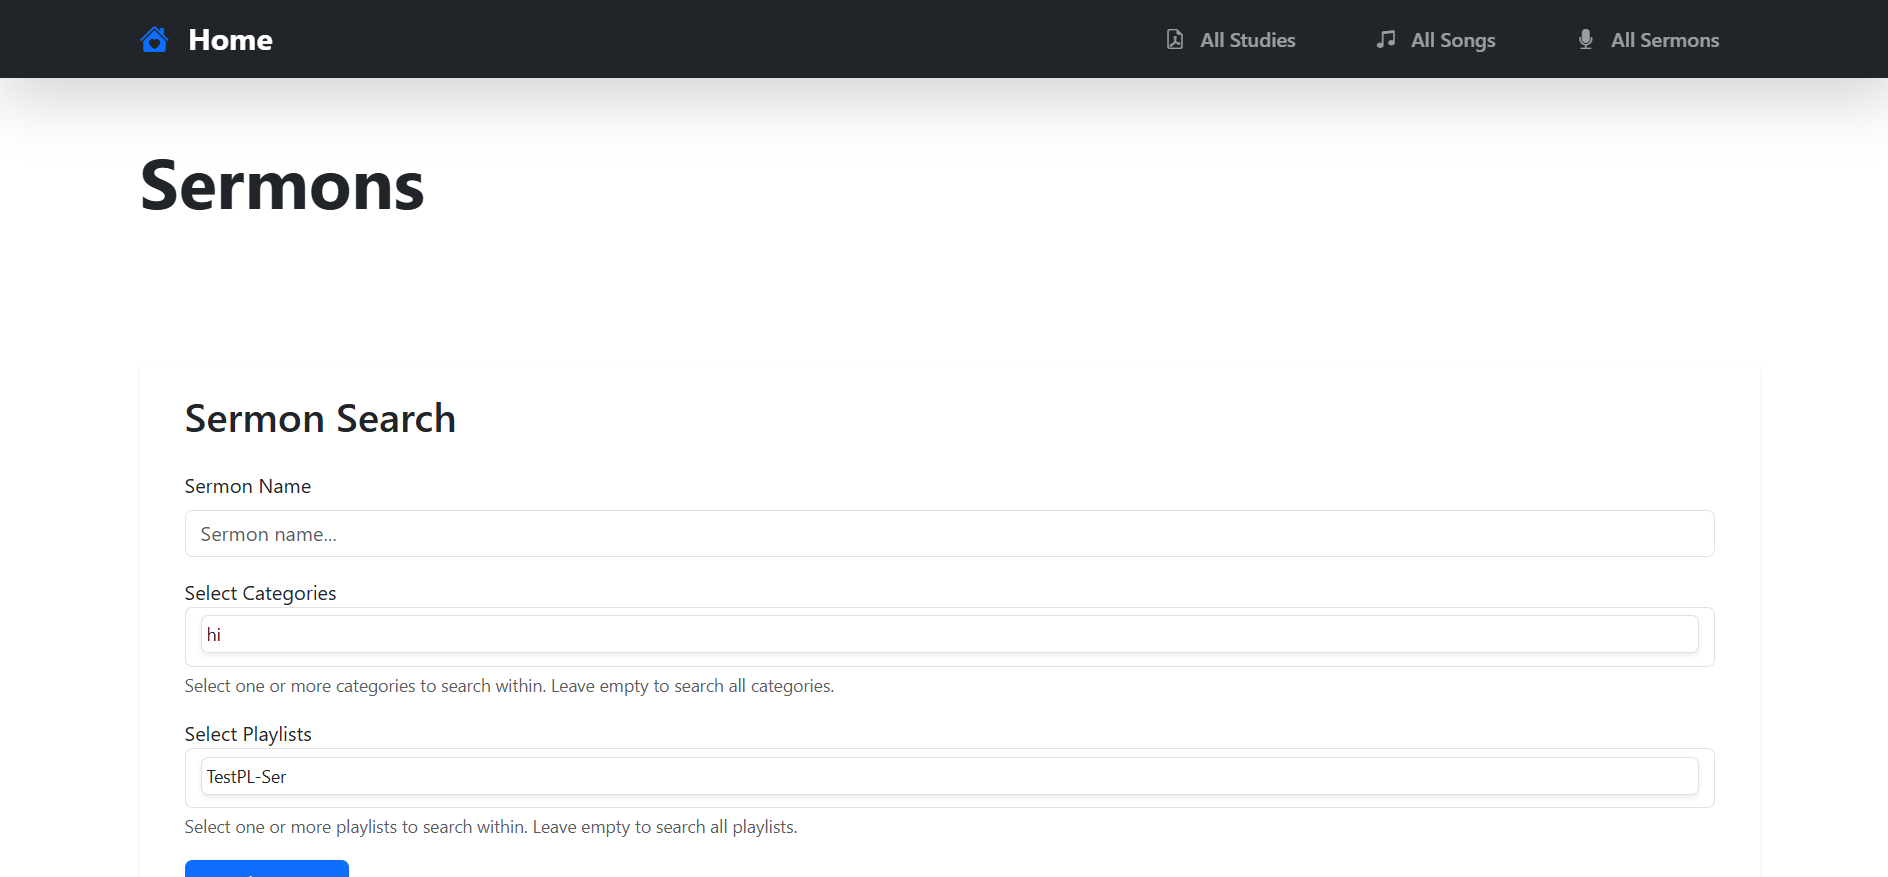 Home
All Studies
All Songs
All Sermons
Sermons
Sermon Search
Sermon Name
Sermon name...
Select Categories
hi
Select one or more categories to search within. Leave empty to search all categories.
Select Playlists
TestPL-Ser
Select one or more playlists to search within. Leave empty to search all playlists.